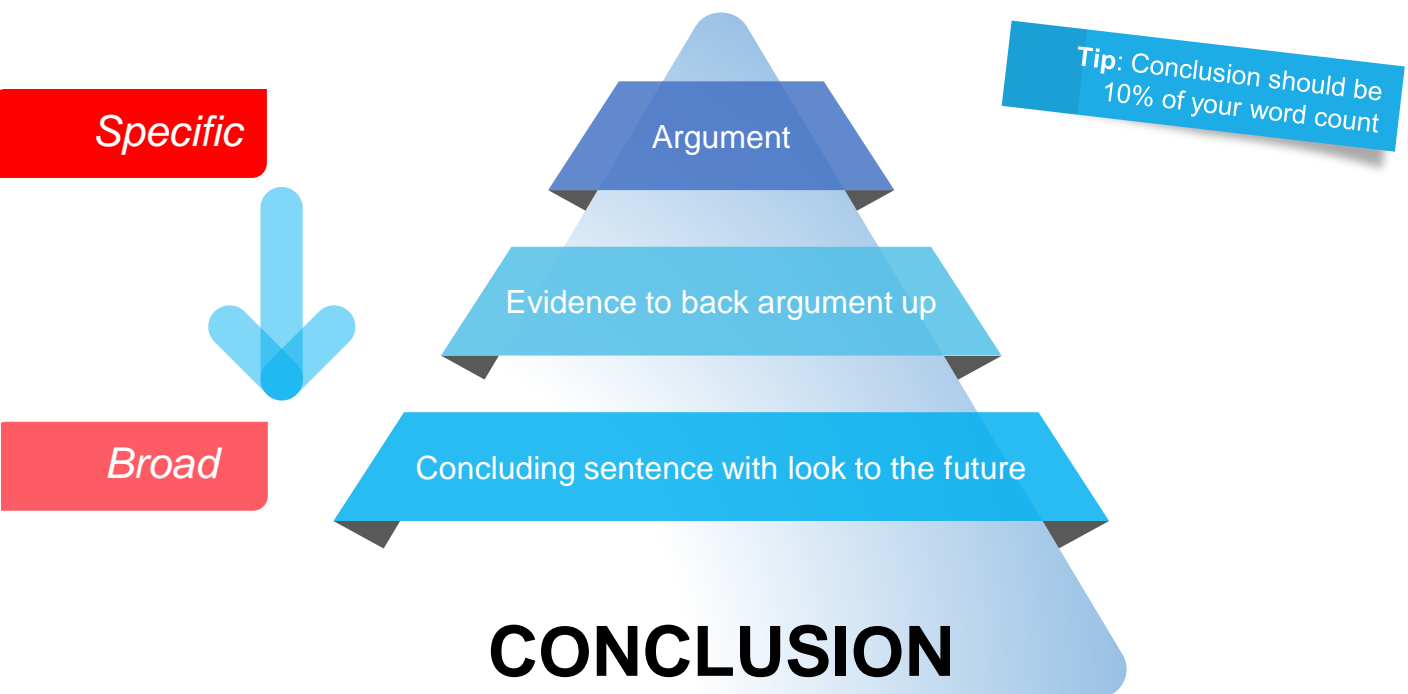 Specific
Argument
Tip: Conclusion should be
10% of your word count
Evidence to back argument up
Broad
Concluding sentence with look to the future
CONCLUSION